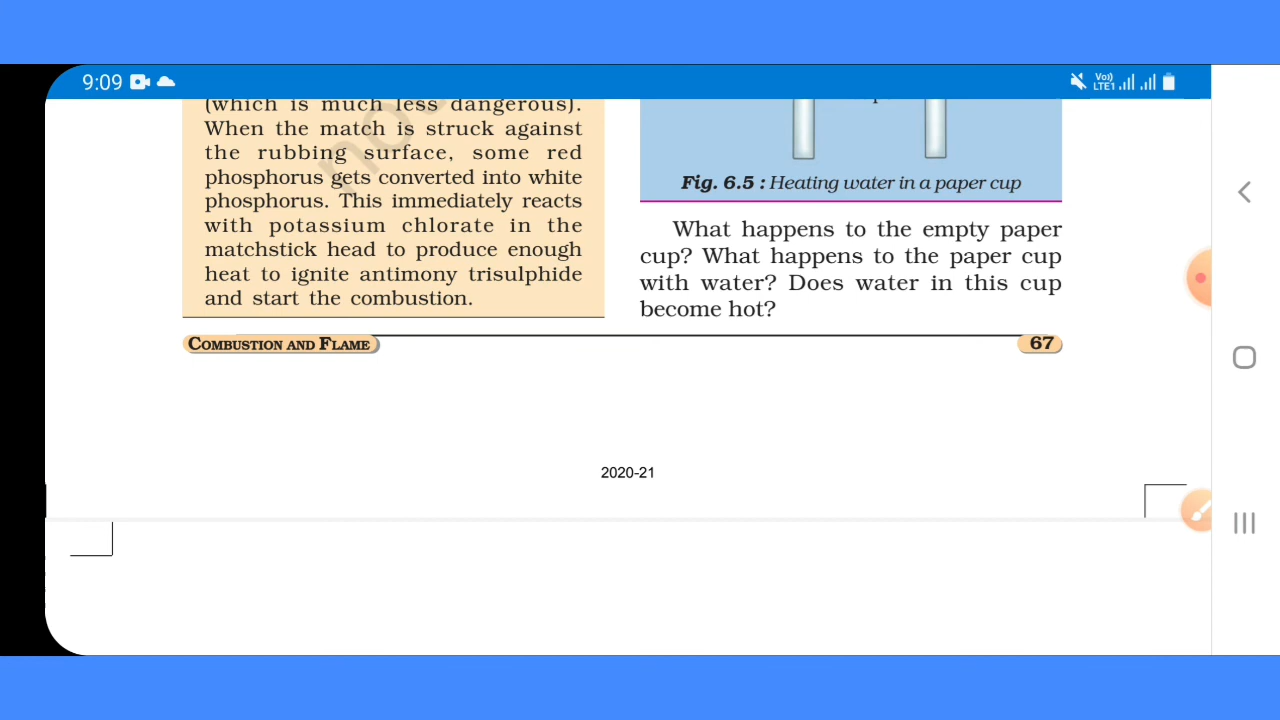 9:09
Vo)) LTE1
(which is much less dangerous).
When the match is struck against
the rubbing surface, some red
phosphorus gets converted into white
phosphorus. This immediately reacts
with potassium chlorate in the
matchstick head to produce enough
heat to ignite antimony trisulphide
and start the combustion.
Fig. 6.5 : Heating water in a paper cup
What happens to the empty paper
cup? What happens to the paper cup
with water? Does water in this cup
become hot?
COMBUSTION AND FLAME
67
2020-21